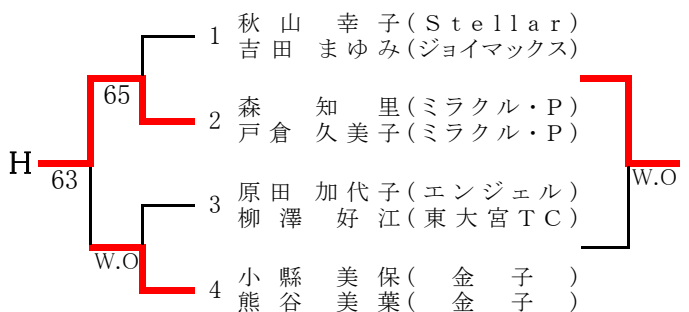 1 秋山 幸子(Stellar)
吉田 まゆみ(ジョイマックス)
65
2 森 知里(ミラクル・P)
戸倉 久美子(ミラクル・P)
H
63
W.O
3 原田 加代子(エンジェル)
柳澤 好江(東大宮TC)
W.O
4 小縣 美保( 金子 )
熊谷 美葉( 金子 )